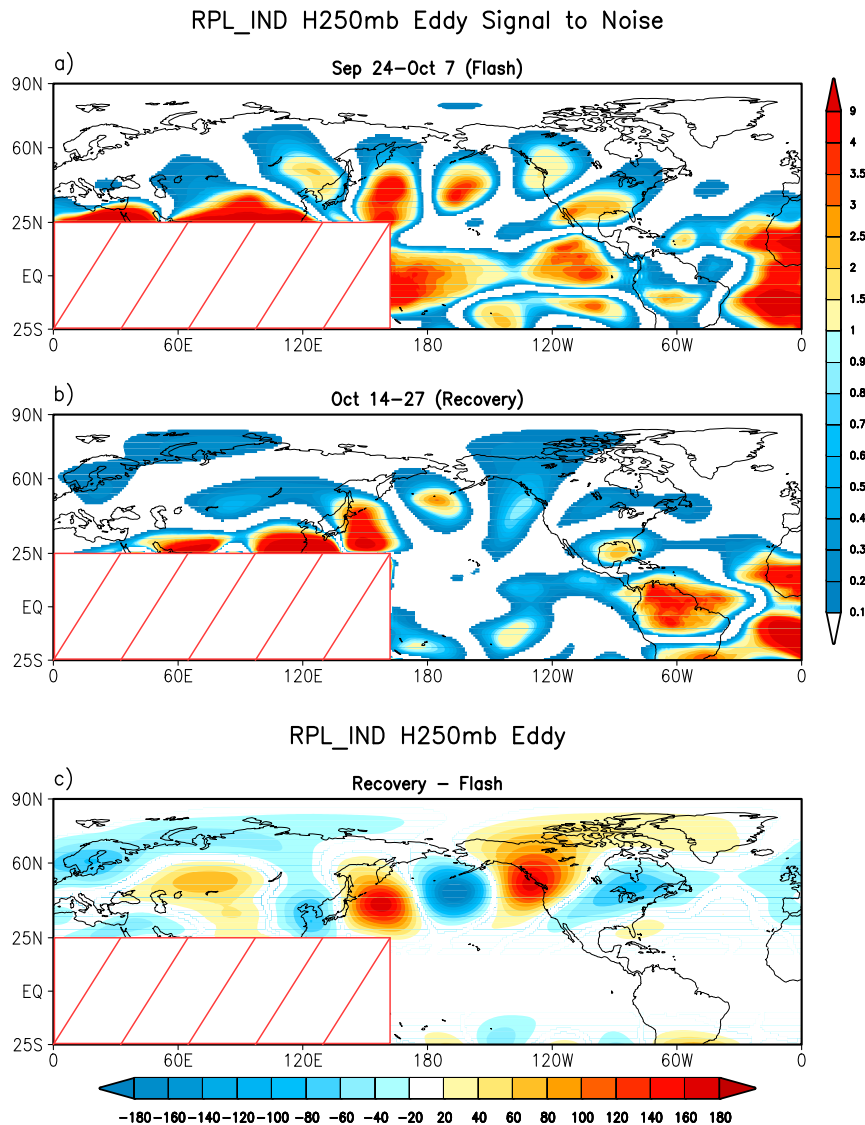 RPL_IND H250mb Eddy Signal to Noise
a)
Sep 24-Oct 7 (Flash)
90N
60N
25N
EQ
25S
0 60E 120E 180 120W 60W 0
9
4
3.5
3
2.5
2
1.5
1
0.9
0.8
0.7
0.6
0.5
0.4
0.3
0.2
0.1
b)
Oct 14-27 (Recovery)
90N
60N
25N
EQ
25S
0 60E 120E 180 120W 60W 0
RPL_IND H250mb Eddy
c)
Recovery - Flash
90N
60N
25N
EQ
25S
0 60E 120E 180 120W 60W 0
-180 -160 -140 -120 -100 -80 -60 -40 -20 20 40 60 80 100 120 140 160 180